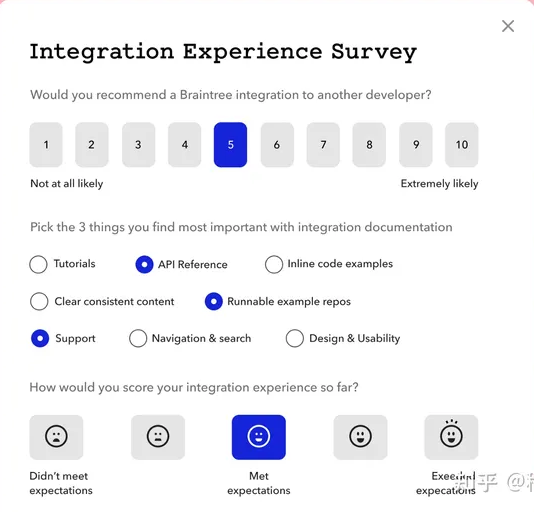 Integration Experience Survey
Would you recommend a Braintree integration to another developer?
1 2 3 4 5 6 7 8 9 10
Not at all likely Extremely likely
Pick the 3 things you find most important with integration documentation
Tutorials API Reference Inline code examples
Clear consistent content Runnable example repos
Support Navigation & search Design & Usability
How would you score your integration experience so far?
Didn't meet Met
expectations expectations expecations
知乎